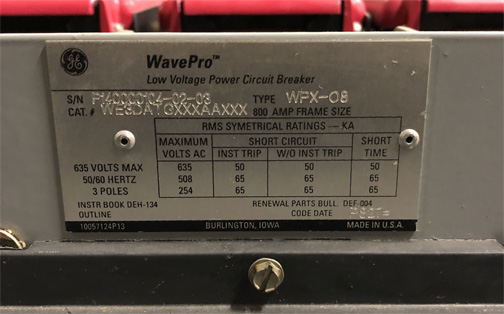 GE
WavePro™
Low Voltage Power Circuit Breaker
S/N TYPE WPX-08
CAT. # 800 AMP FRAME SIZE
RMS SYMETRICAL RATINGS — KA
MAXIMUM VOLTS AC SHORT CIRCUIT SHORT TIME
INST TRIP W/O INST TRIP
635 VOLTS MAX 635 50 50 50
50/60 HERTZ 508 65 65 65
3 POLES 254 65 65 65
INSTR BOOK DEH-134 RENEWAL PARTS BULL. DEF 004
OUTLINE CODE DATE
10057124P13 BURLINGTON, IOWA MADE IN U.S.A.